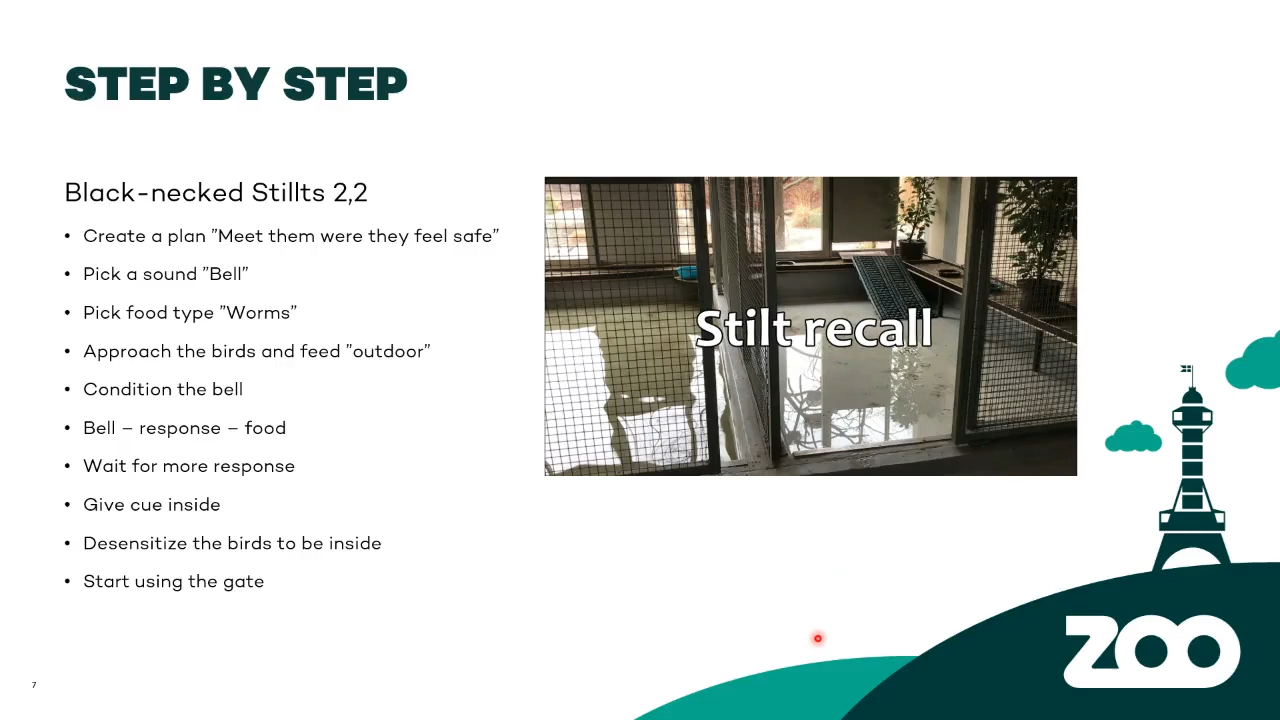 STEP BY STEP
Black-necked Stillts 2,2
• Create a plan ”Meet them were they feel safe”
• Pick a sound ”Bell”
• Pick food type ”Worms”
• Approach the birds and feed ”outdoor”
• Condition the bell
• Bell – response – food
• Wait for more response
• Give cue inside
• Desensitize the birds to be inside
• Start using the gate
Stilt recall
ZOO
7